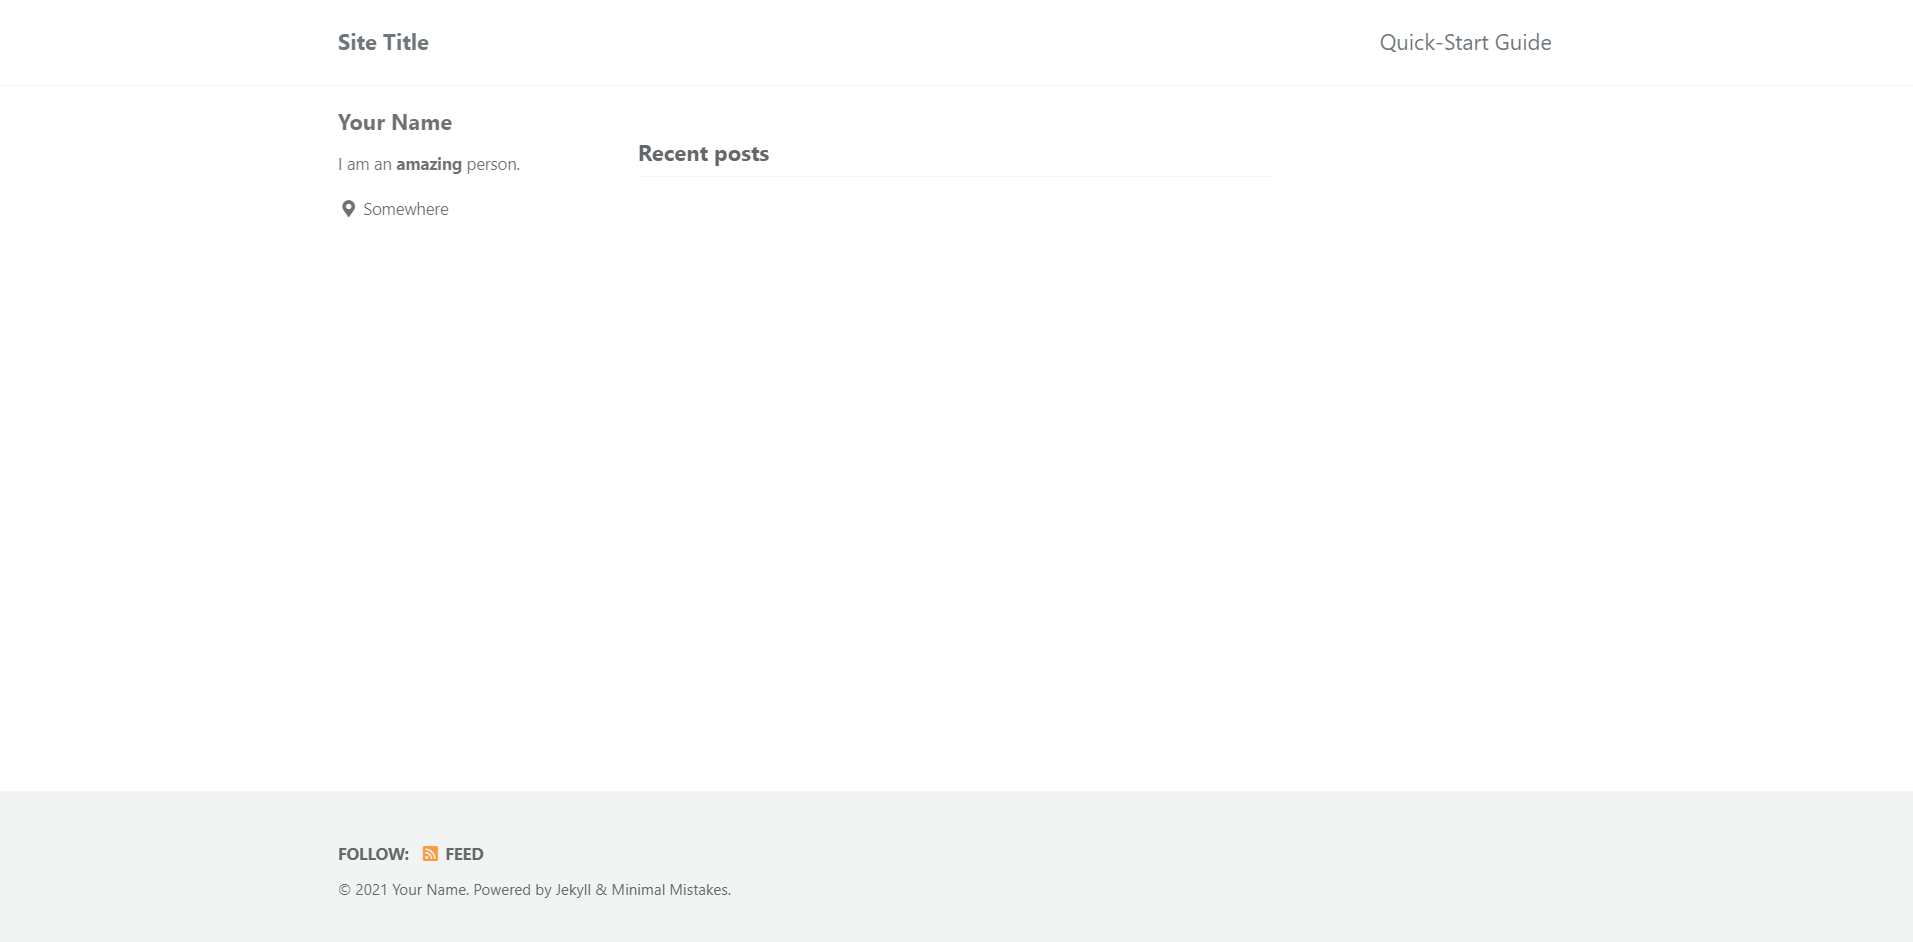 Site Title
Quick-Start Guide
Your Name
I am an amazing person.
Somewhere
Recent posts
FOLLOW: FEED
© 2021 Your Name. Powered by Jekyll & Minimal Mistakes.